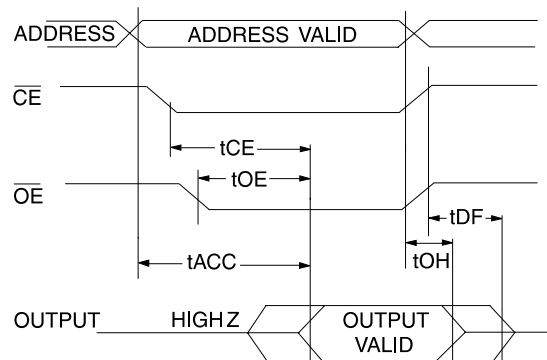 ADDRESS ADDRESS VALID
CE
tCE
tOE
OE
tDF
tACC
tOH
OUTPUT HIGH Z OUTPUT
VALID